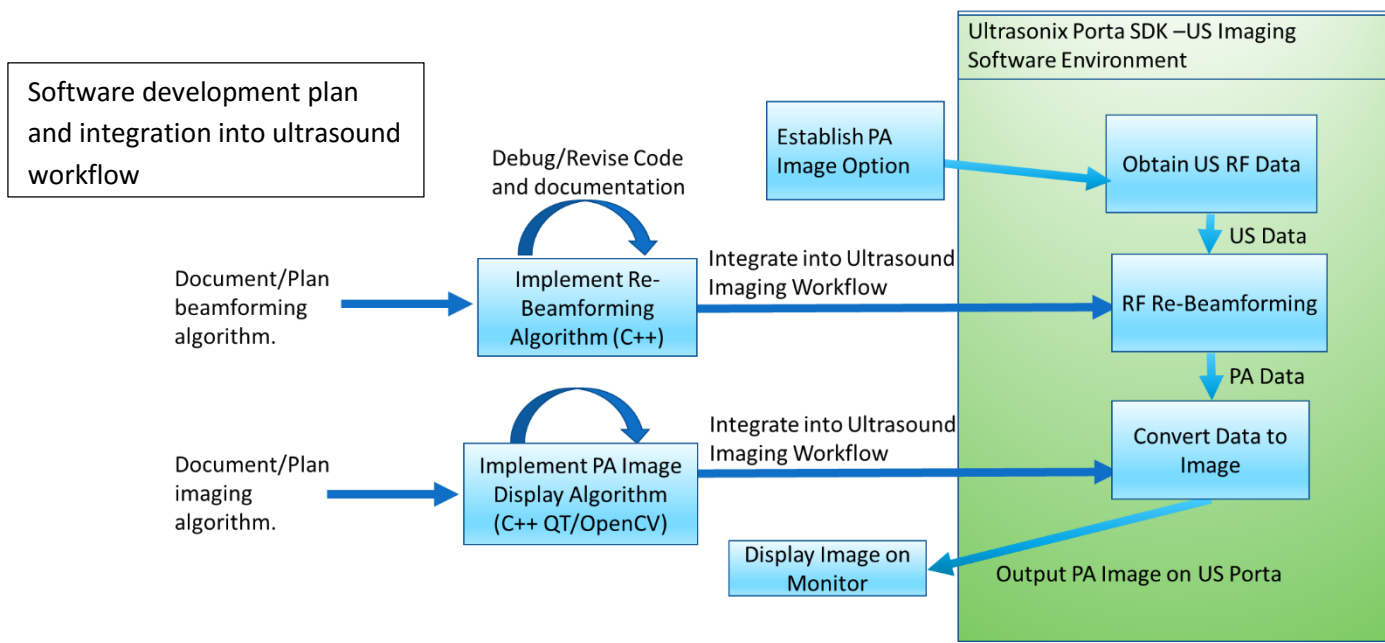 Software development plan
and integration into ultrasound
workflow
Ultrasonix Porta SDK –US Imaging
Software Environment
Establish PA
Image Option
Obtain US RF Data
US Data
Debug/Revise Code
and documentation
Document/Plan
beamforming
algorithm.
Implement Re-
Beamforming
Algorithm (C++)
Integrate into Ultrasound
Imaging Workflow
RF Re-Beamforming
PA Data
Document/Plan
imaging
algorithm.
Implement PA Image
Display Algorithm
(C++ QT/OpenCV)
Integrate into Ultrasound
Imaging Workflow
Convert Data to
Image
Display Image on
Monitor
Output PA Image on US Porta